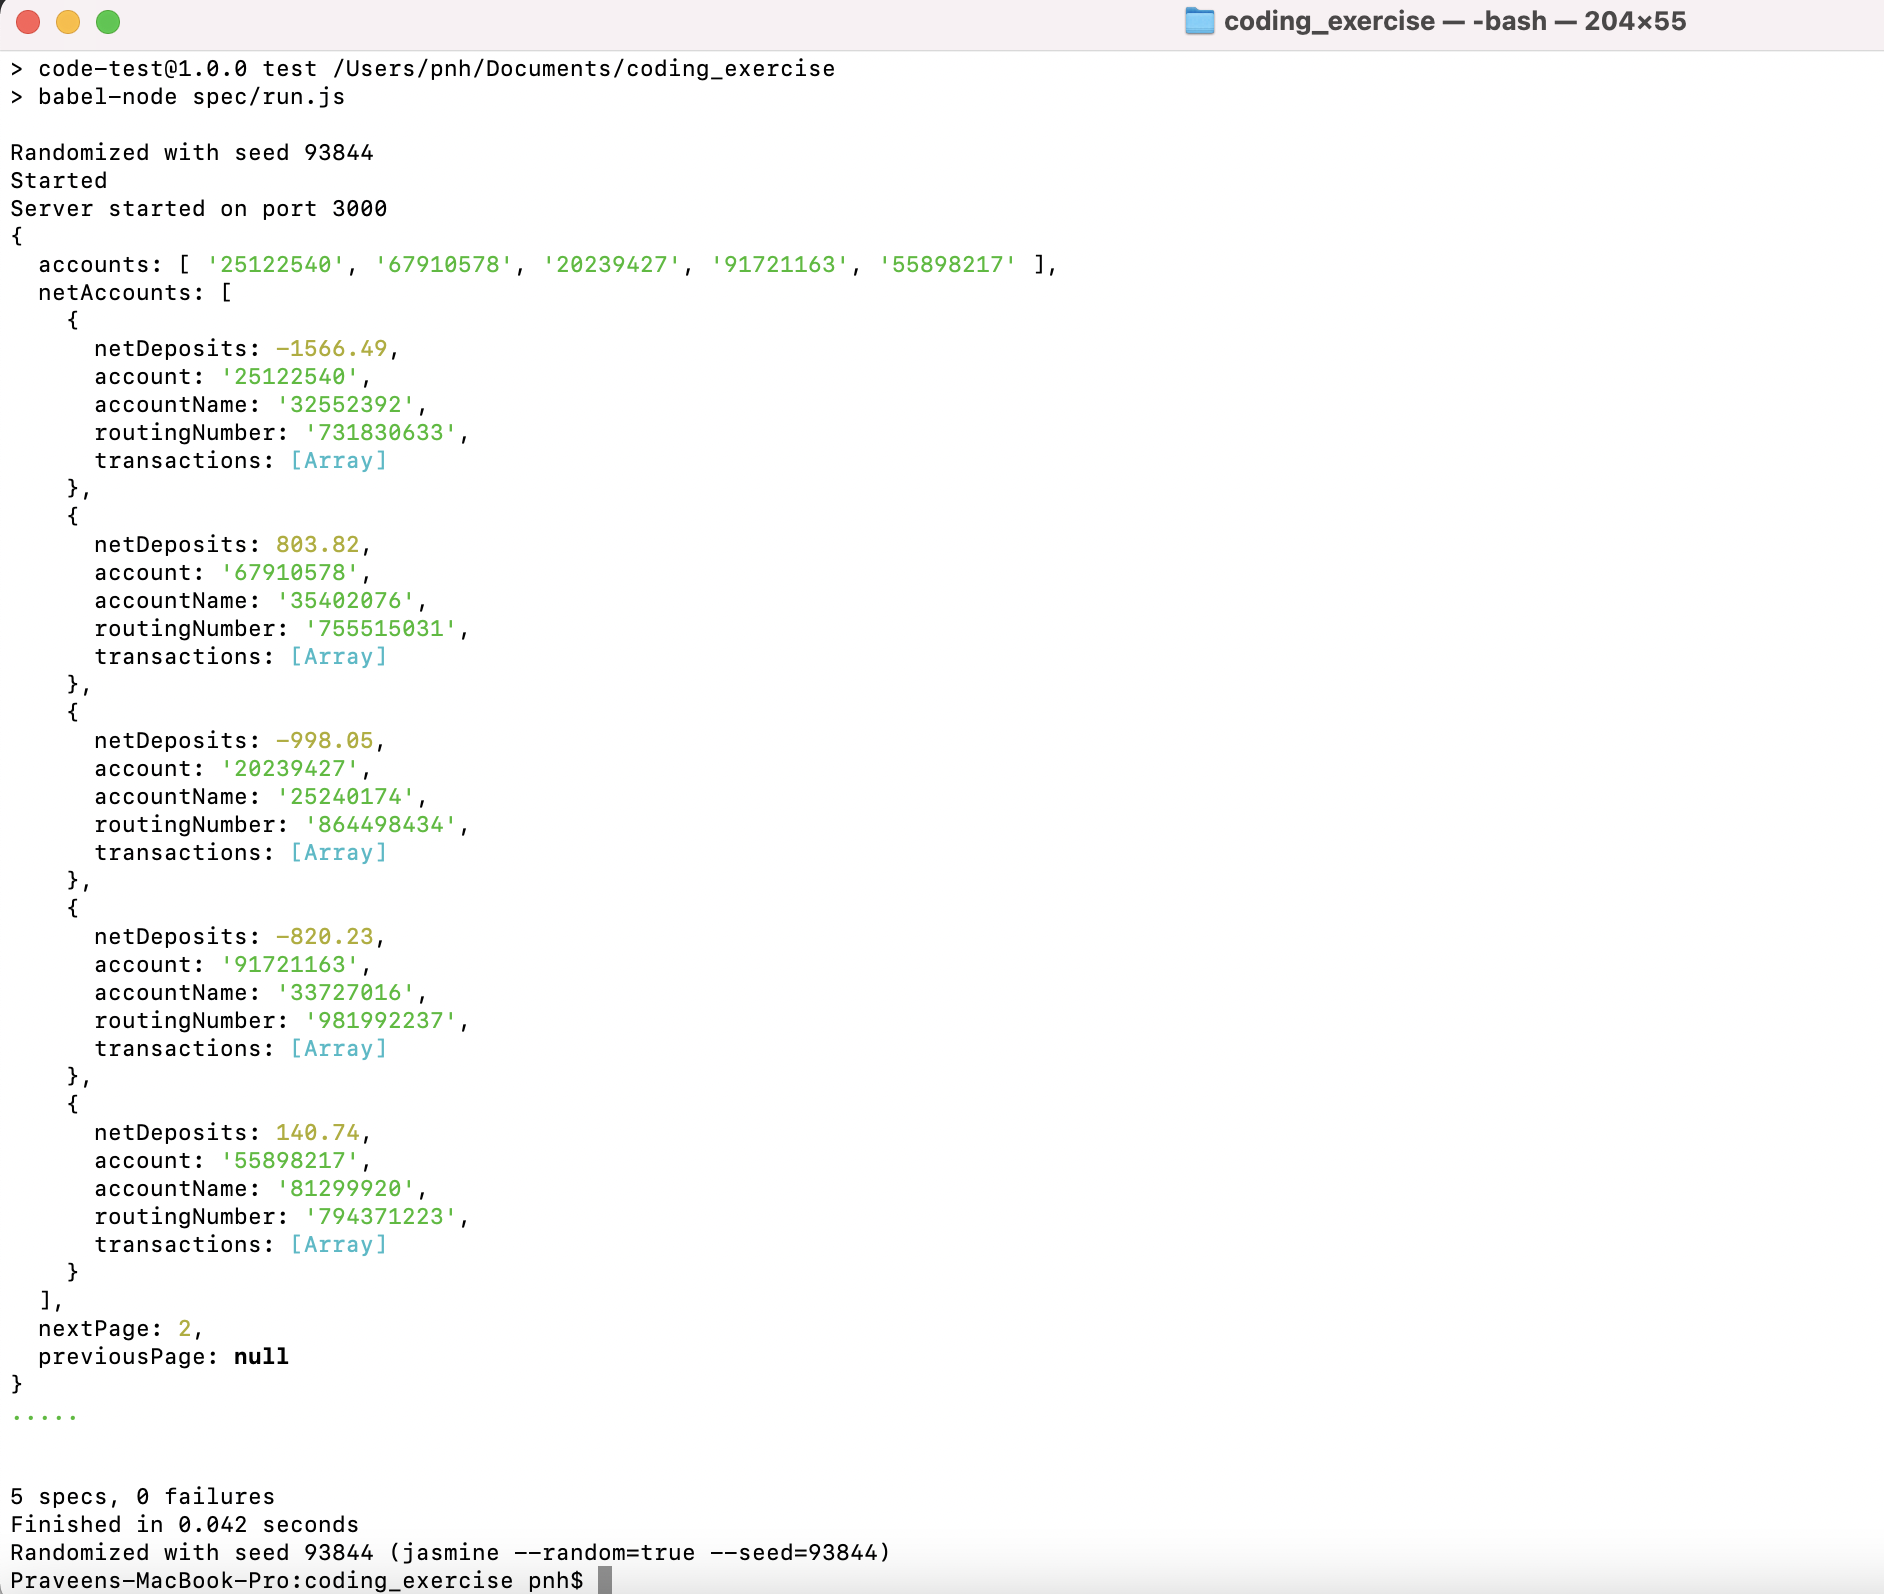 coding_exercise — -bash — 204×55
> code-test@1.0.0 test /Users/pnh/Documents/coding_exercise
> babel-node spec/run.js
Randomized with seed 93844
Started
Server started on port 3000
{
  accounts: [ '25122540', '67910578', '20239427', '91721163', '55898217' ],
  netAccounts: [
    {
      netDeposits: -1566.49,
      account: '25122540',
      accountName: '32552392',
      routingNumber: '731830633',
      transactions: [Array]
    },
    {
      netDeposits: 803.82,
      account: '67910578',
      accountName: '35402076',
      routingNumber: '755515031',
      transactions: [Array]
    },
    {
      netDeposits: -998.05,
      account: '20239427',
      accountName: '25240174',
      routingNumber: '864498434',
      transactions: [Array]
    },
    {
      netDeposits: -820.23,
      account: '91721163',
      accountName: '33727016',
      routingNumber: '981992237',
      transactions: [Array]
    },
    {
      netDeposits: 140.74,
      account: '55898217',
      accountName: '81299920',
      routingNumber: '794371223',
      transactions: [Array]
    }
  ],
  nextPage: 2,
  previousPage: null
}
.....
5 specs, 0 failures
Finished in 0.042 seconds
Randomized with seed 93844 (jasmine --random=true --seed=93844)
Praveens-MacBook-Pro:coding_exercise pnh$